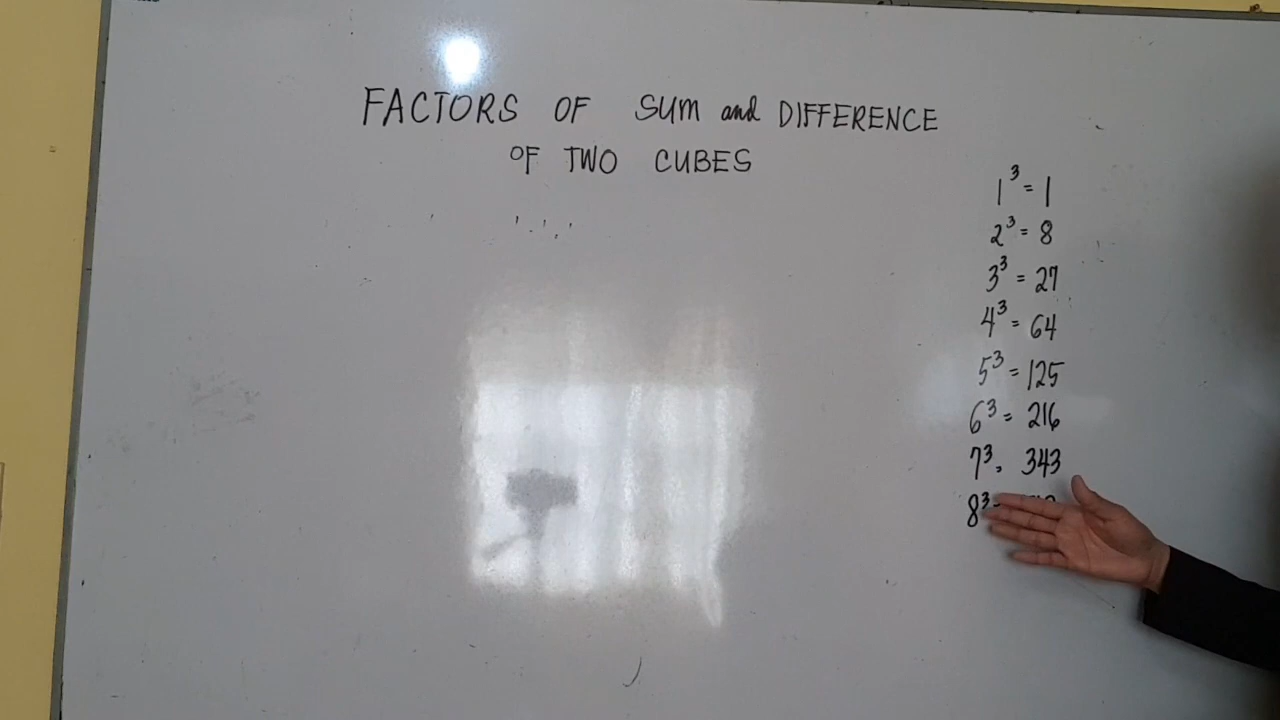 FACTORS OF SUM and DIFFERENCE
OF TWO CUBES
1³ = 1
2³ = 8
3³ = 27
4³ = 64
5³ = 125
6³ = 216
7³ = 343
8³